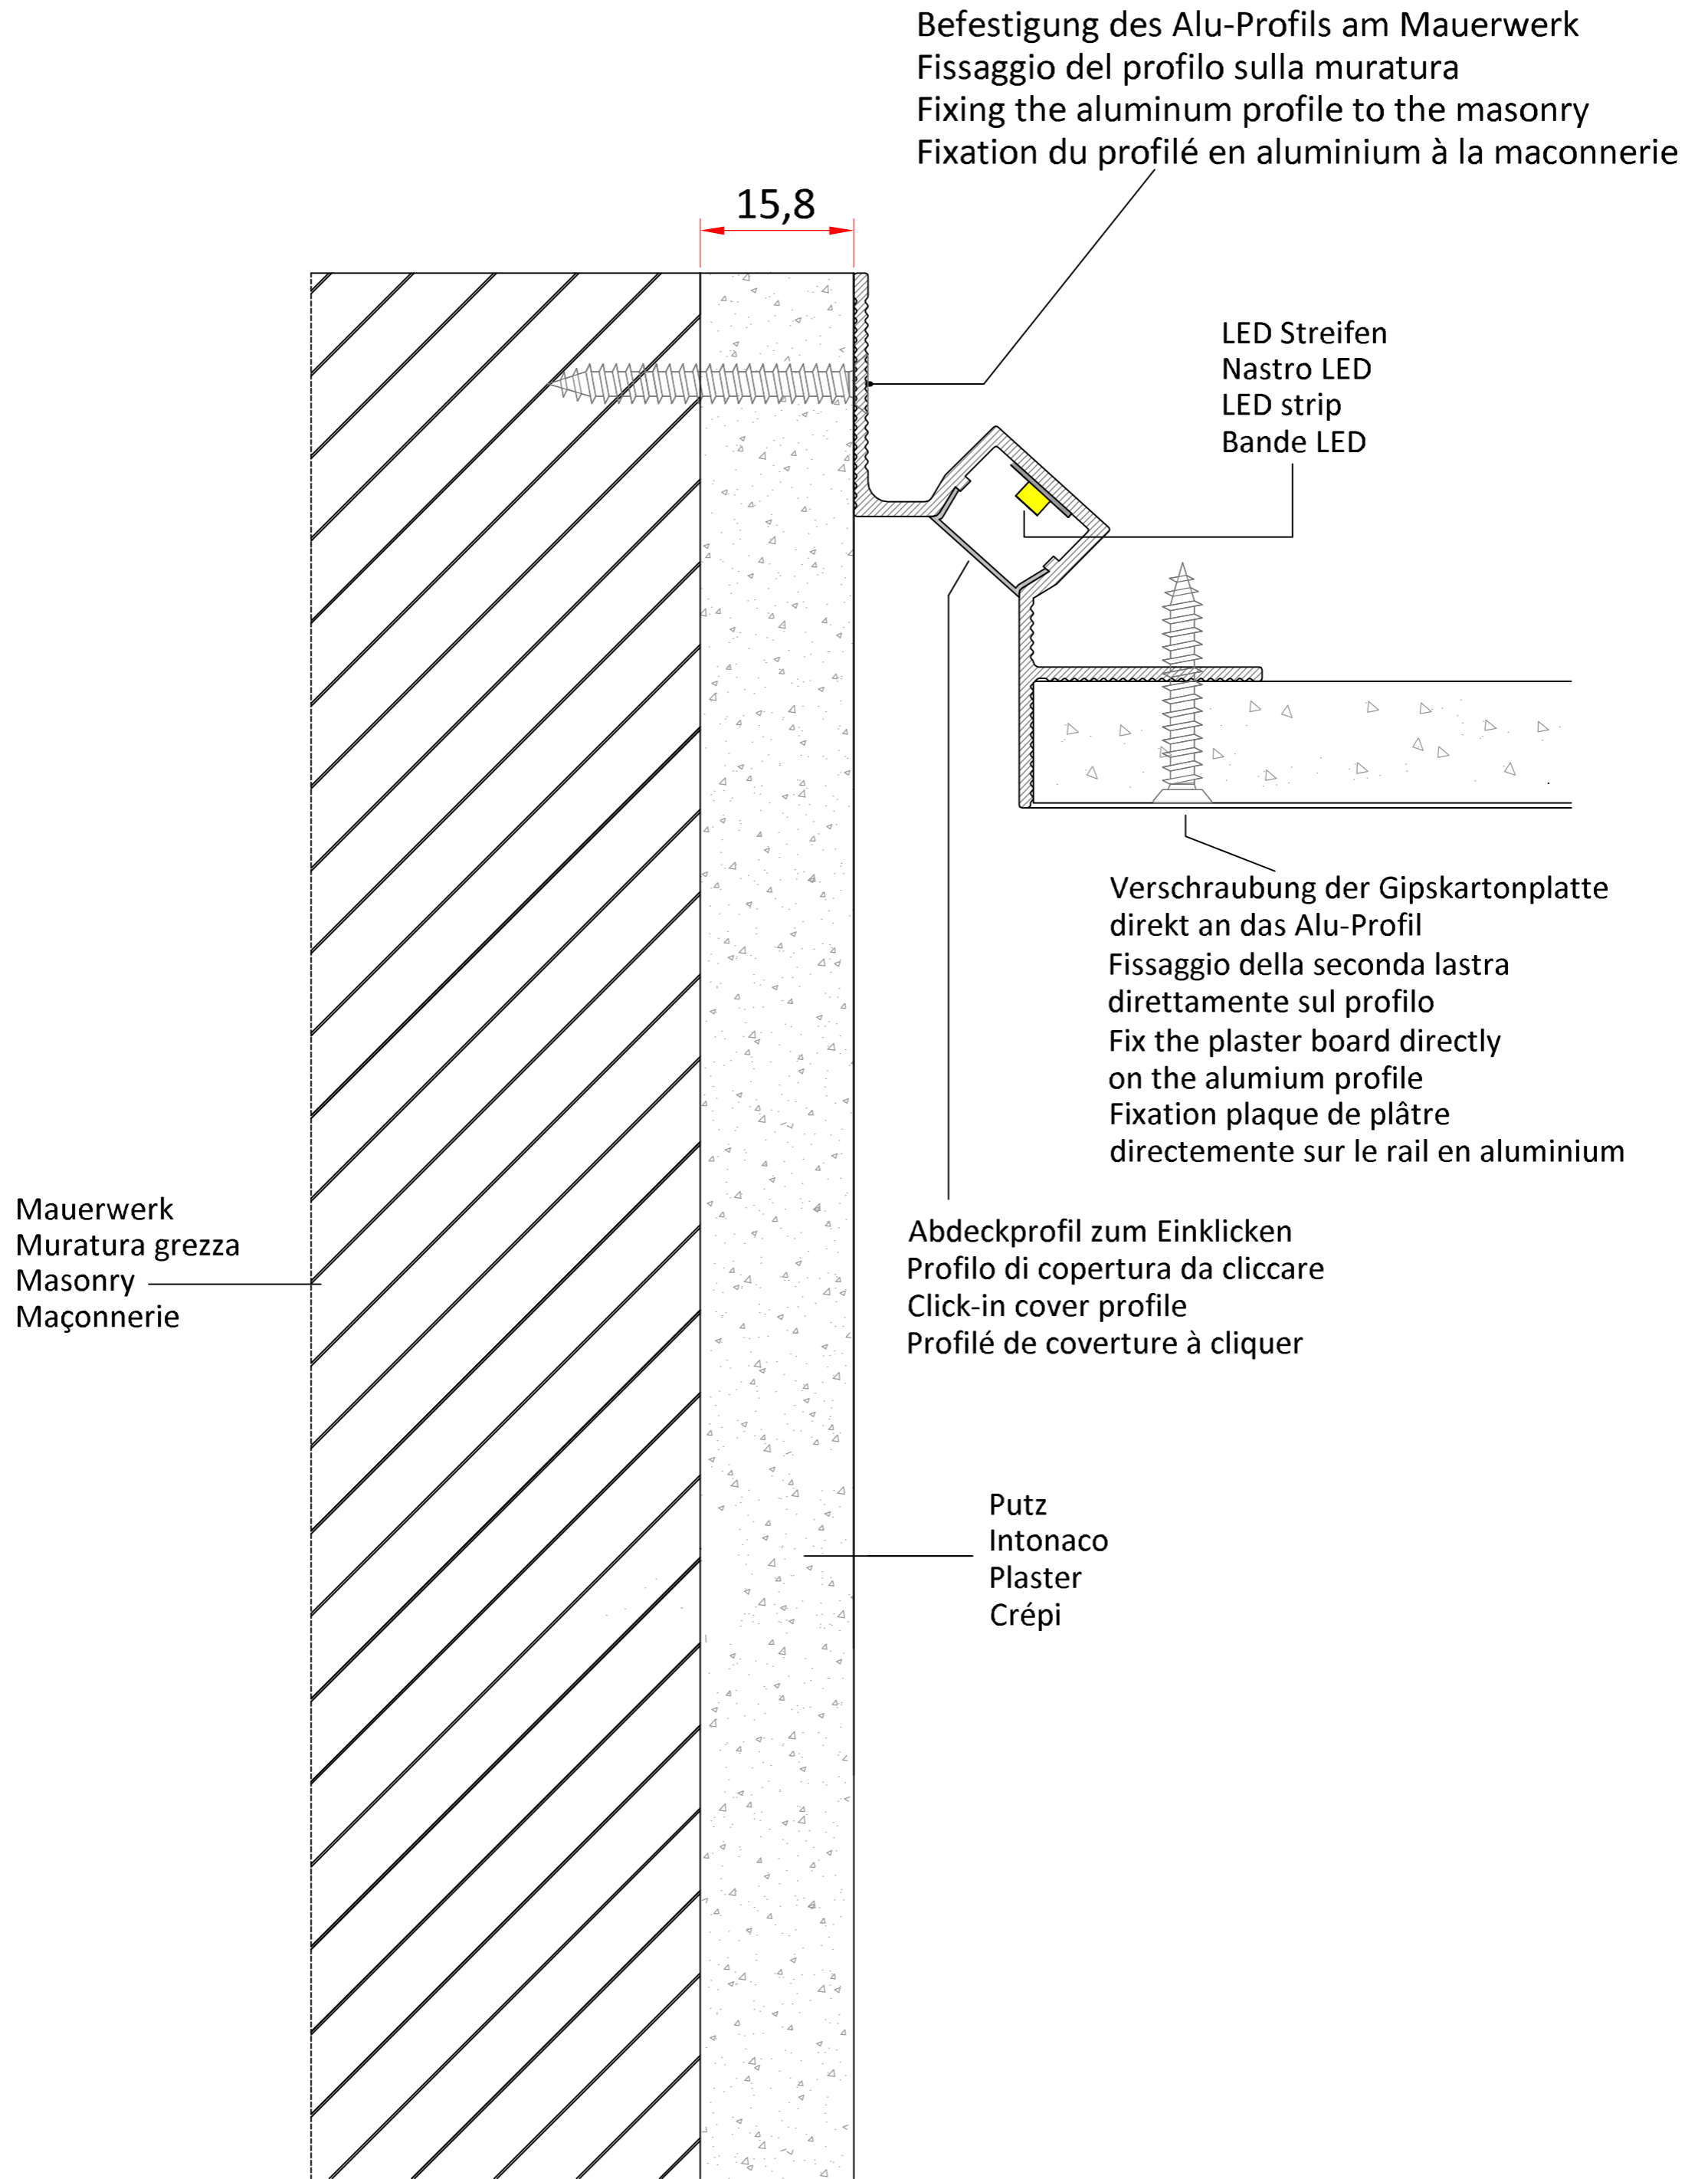 Befestigung des Alu-Profils am Mauerwerk
Fissaggio del profilo sulla muratura
Fixing the aluminum profile to the masonry
Fixation du profilé en aluminium à la maconnerie
15,8
LED Streifen
Nastro LED
LED strip
Bande LED
Verschraubung der Gipskartonplatte
direkt an das Alu-Profil
Fissaggio della seconda lastra
direttamente sul profilo
Fix the plaster board directly
on the alumium profile
Fixation plaque de plâtre
directemente sur le rail en aluminium
Mauerwerk
Muratura grezza
Masonry
Maçonnerie
Abdeckprofil zum Einklicken
Profilo di copertura da cliccare
Click-in cover profile
Profilé de coverture à cliquer
Putz
Intonaco
Plaster
Crépi